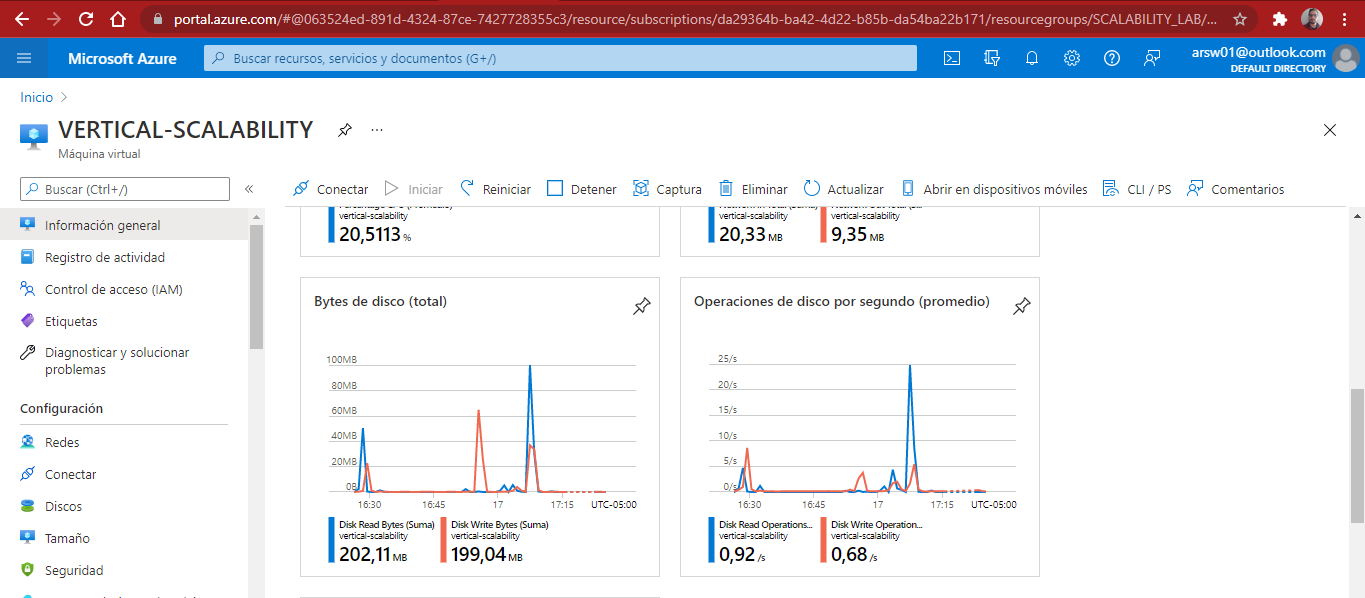 portal.azure.com/#@063524ed-891d-4324-87ce-7427728355c3/resource/subscriptions/da29364b-ba42-4d22-b85b-da54ba22b171/resourcegroups/SCALABILITY_LAB/...
Microsoft Azure
Buscar recursos, servicios y documentos (G+/)
arsw01@outlook.com
DEFAULT DIRECTORY
Inicio
VERTICAL-SCALABILITY
Máquina virtual
Buscar (Ctrl+/)
Conectar
Iniciar
Reiniciar
Detener
Captura
Eliminar
Actualizar
Abrir en dispositivos móviles
CLI / PS
Comentarios
Información general
Registro de actividad
Control de acceso (IAM)
Etiquetas
Diagnosticar y solucionar
problemas
Configuración
Redes
Conectar
Discos
Tamaño
Seguridad
vertical-scalability
20,5113 %
vertical-scalability
20,33 MB
vertical-scalability
9,35 MB
Bytes de disco (total)
100MB
80MB
60MB
40MB
20MB
0B
16:30
16:45
17
17:15
UTC-05:00
Disk Read Bytes (Suma)
vertical-scalability
202,11 MB
Disk Write Bytes (Suma)
vertical-scalability
199,04 MB
Operaciones de disco por segundo (promedio)
25/s
20/s
15/s
10/s
5/s
0/s
16:30
16:45
17
17:15
UTC-05:00
Disk Read Operations...
vertical-scalability
0,92 /s
Disk Write Operation...
vertical-scalability
0,68 /s